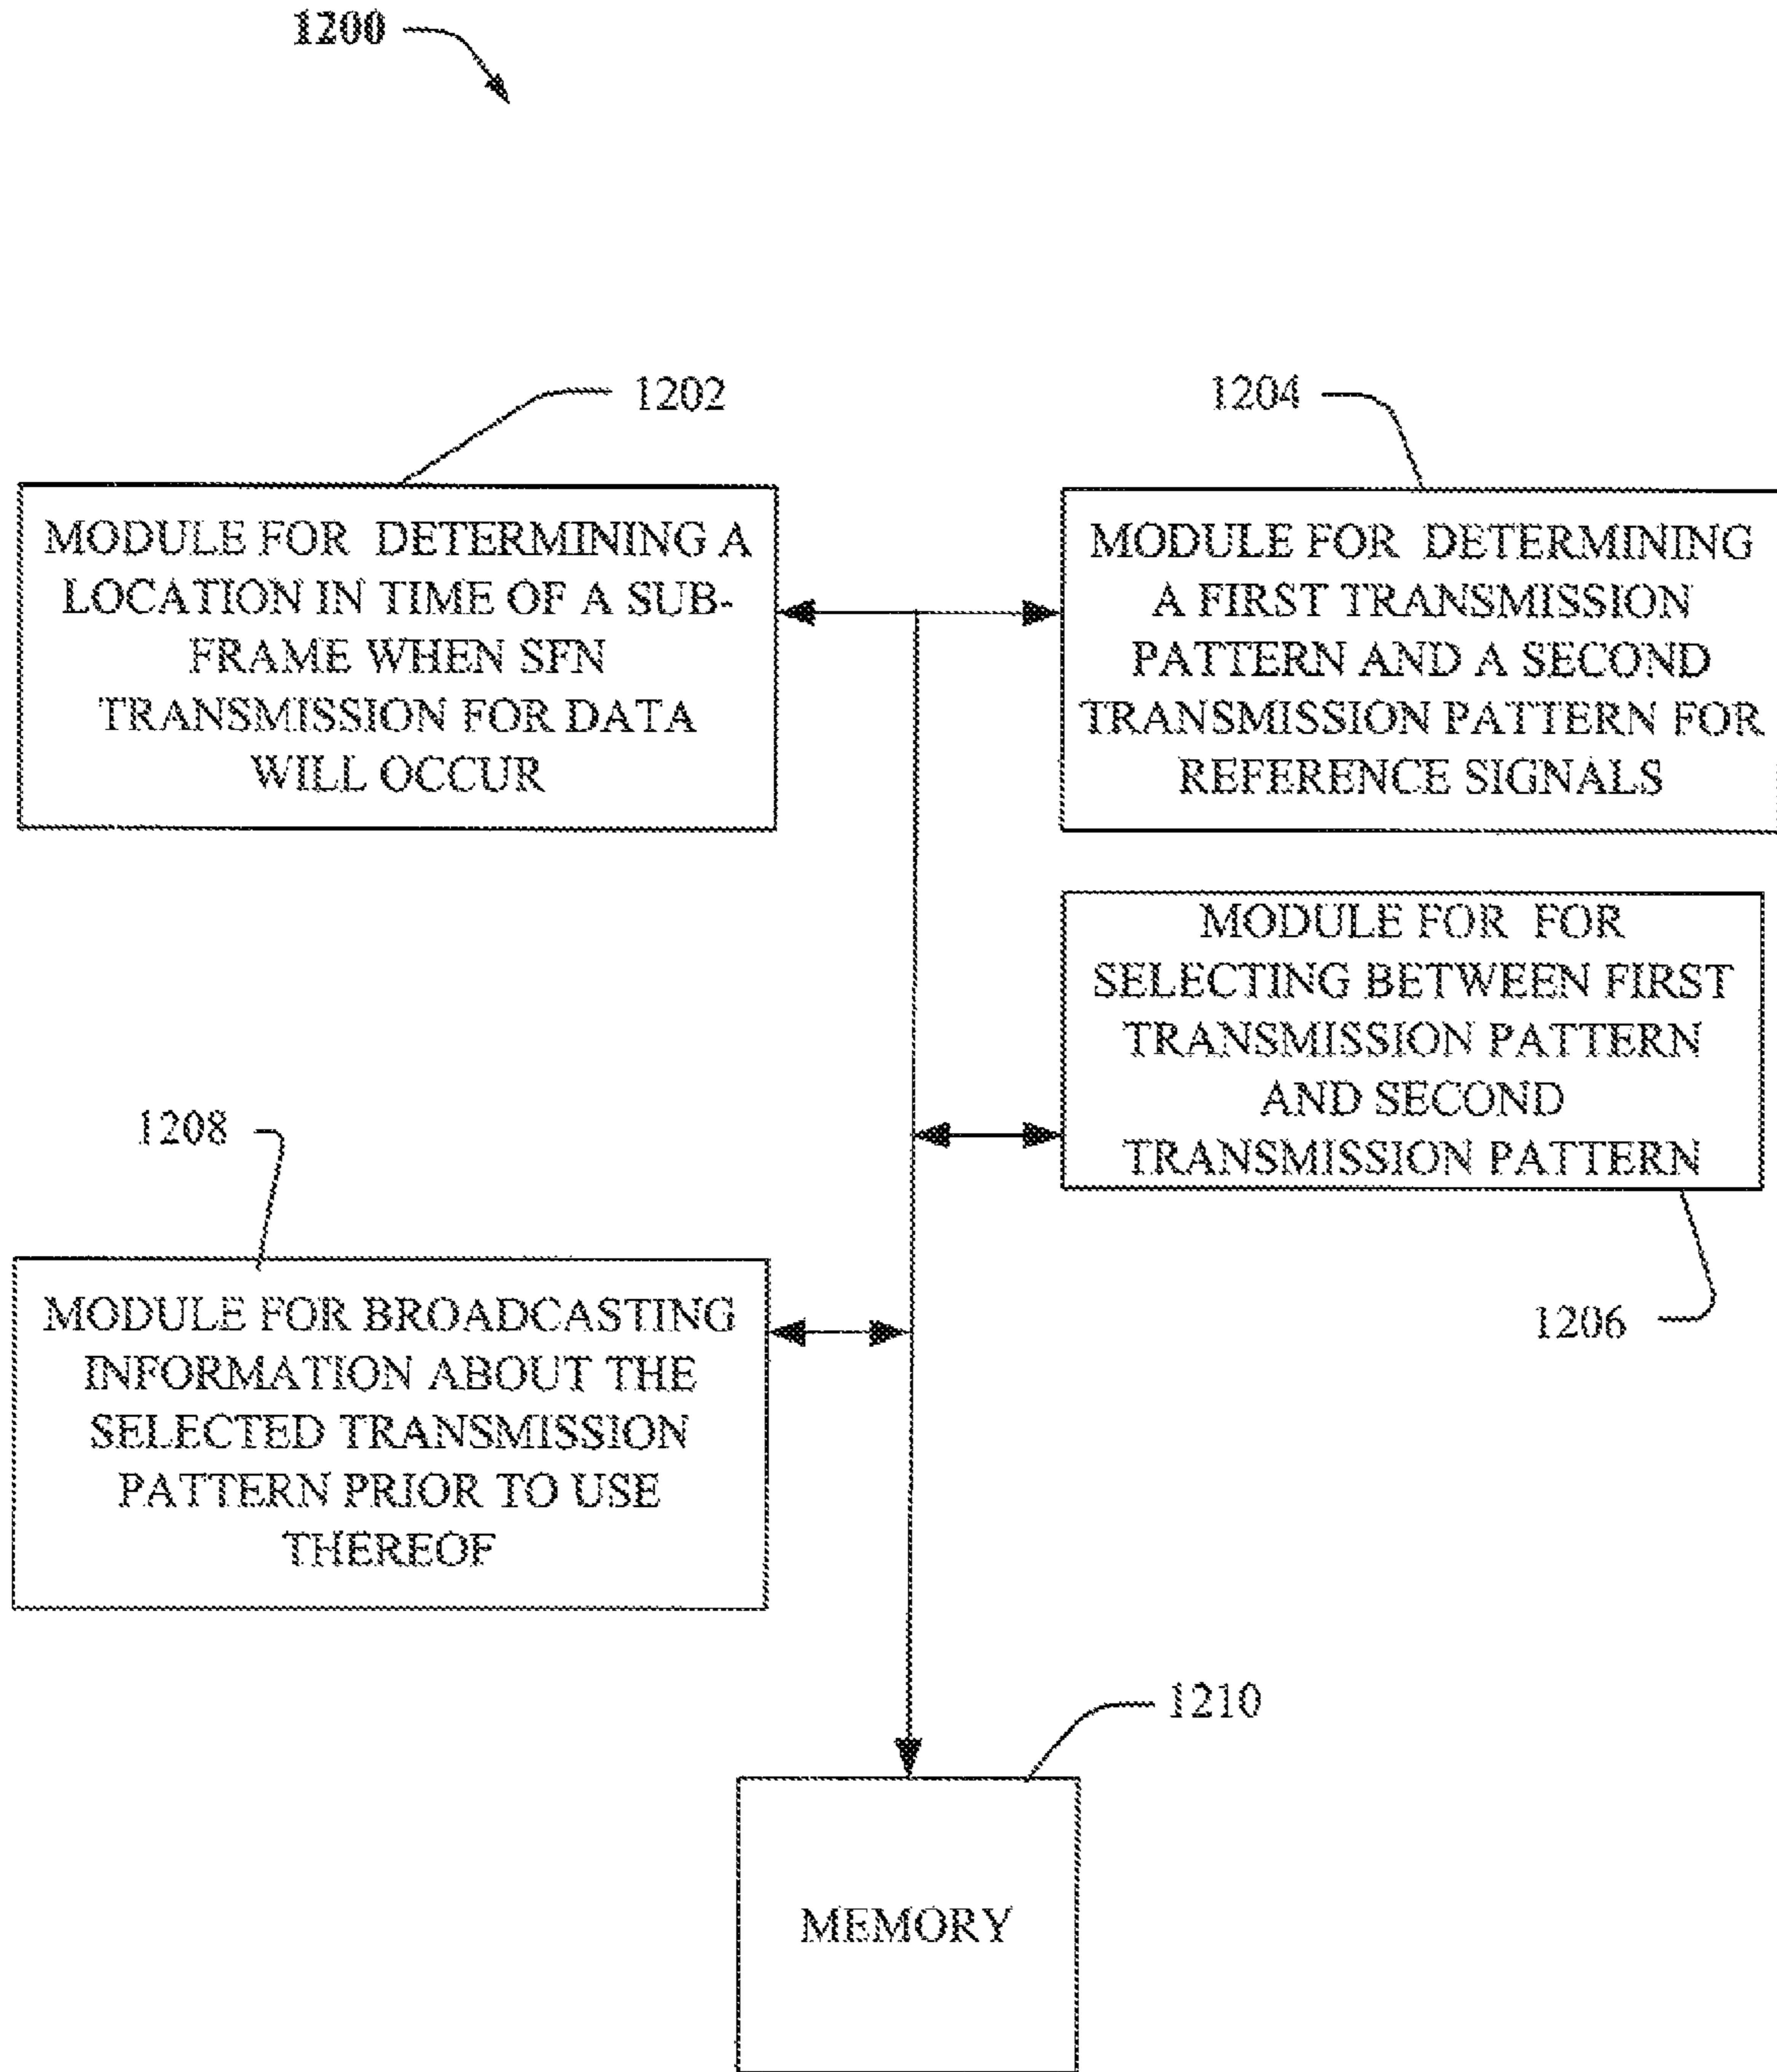 1200
1202
1204
MODULE FOR DETERMINING A
LOCATION IN TIME OF A SUB-
FRAME WHEN SFN
TRANSMISSION FOR DATA
WILL OCCUR
MODULE FOR DETERMINING
A FIRST TRANSMISSION
PATTERN AND A SECOND
TRANSMISSION PATTERN FOR
REFERENCE SIGNALS
MODULE FOR FOR
SELECTING BETWEEN FIRST
TRANSMISSION PATTERN
AND SECOND
TRANSMISSION PATTERN
1206
1208
MODULE FOR BROADCASTING
INFORMATION ABOUT THE
SELECTED TRANSMISSION
PATTERN PRIOR TO USE
THEREOF
1210
MEMORY